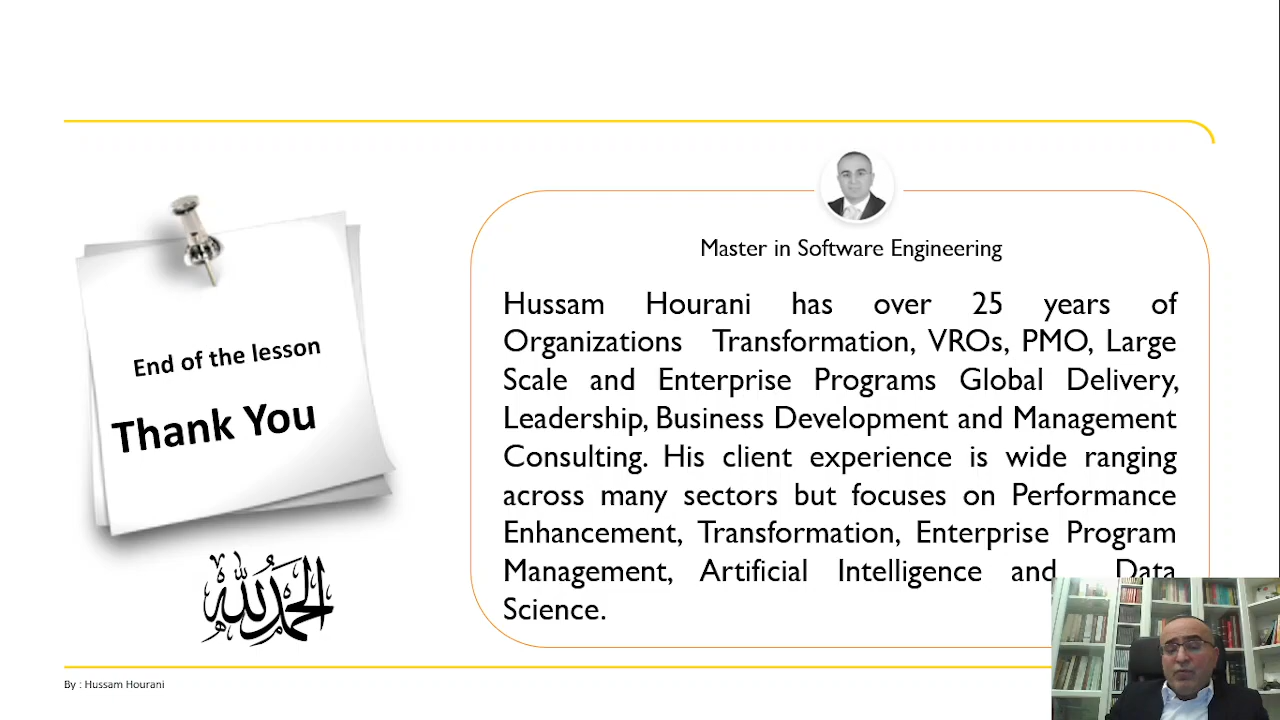 End of the lesson
Thank You
الحمد لله
Master in Software Engineering
Hussam Hourani has over 25 years of
Organizations Transformation, VROs, PMO, Large
Scale and Enterprise Programs Global Delivery,
Leadership, Business Development and Management
Consulting. His client experience is wide ranging
across many sectors but focuses on Performance
Enhancement, Transformation, Enterprise Program
Management, Artificial Intelligence and Data
Science.
By : Hussam Hourani